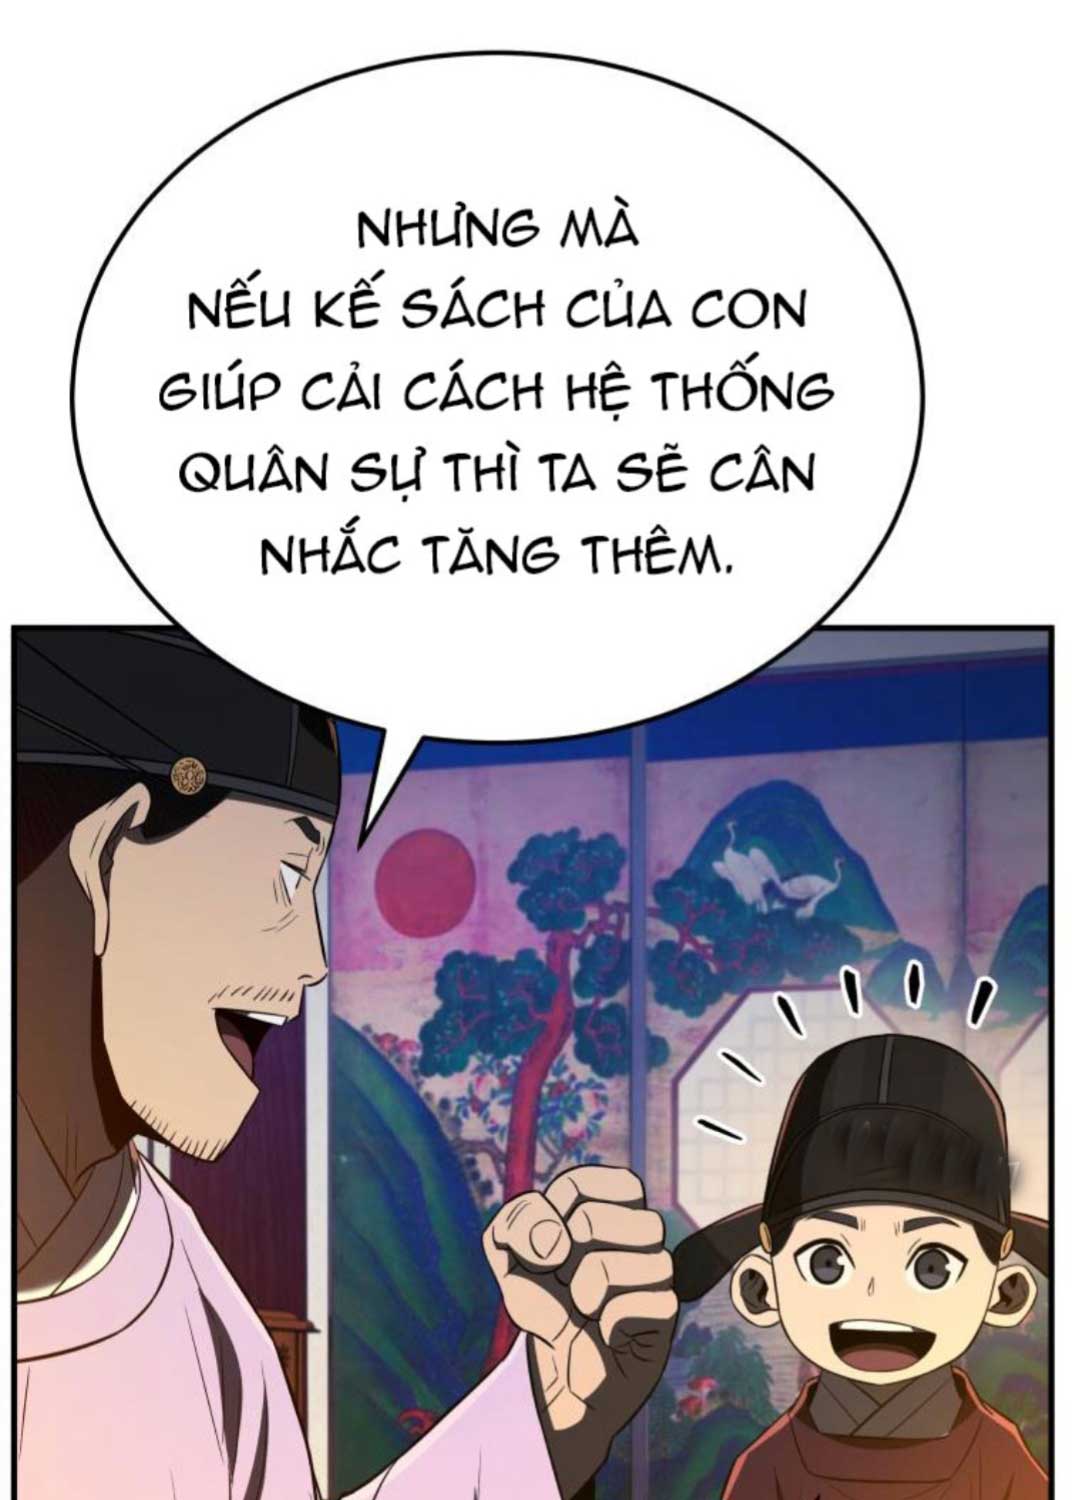 NHƯNG MÀ
NẾU KẾ SÁCH CỦA CON
GIÚP CẢI CÁCH HỆ THỐNG
QUÂN SỰ THÌ TA SẼ CÂN
NHẮC TĂNG THÊM.